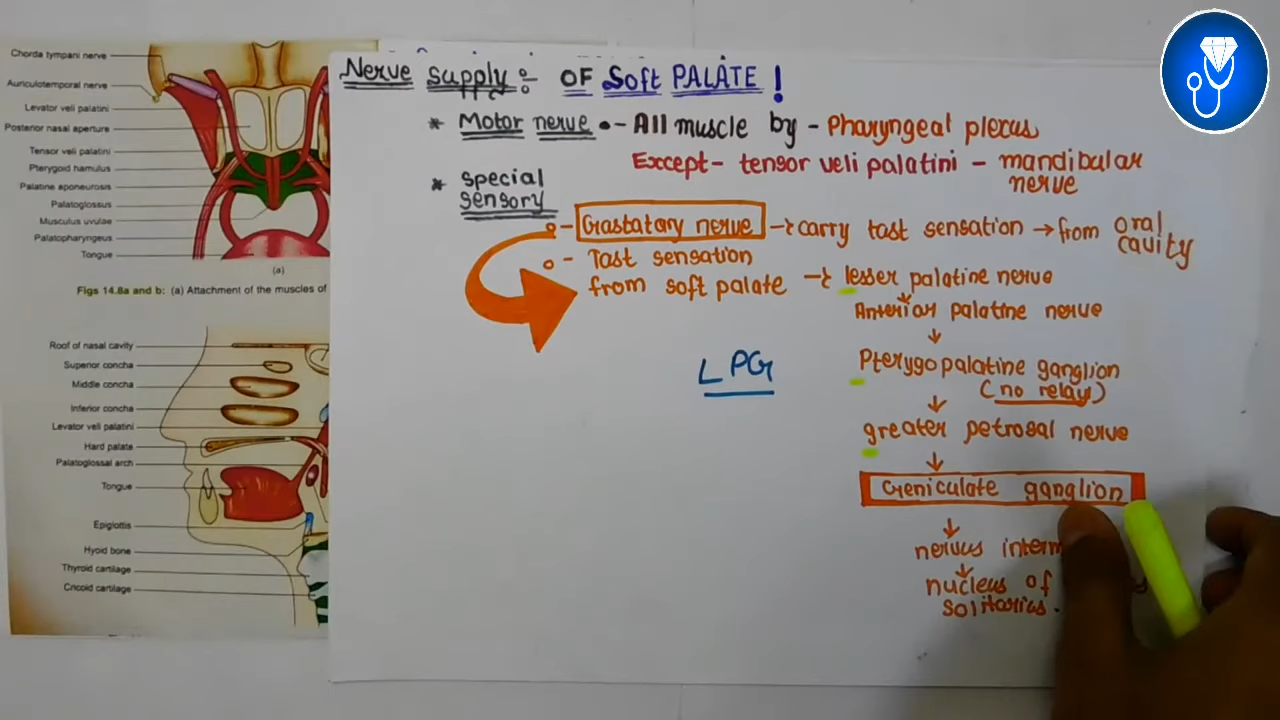 Chorda tympani nerve
Auriculotemporal nerve
Levator veli palatini
Posterior nasal aperture
Tensor veli palatini
Pterygoid hamulus
Palatine aponeurosis
Palatoglossus
Musculus uvulae
Palatopharyngeus
Tongue
(a)
Figs 14.8a and b: (a) Attachment of the muscles of
Roof of nasal cavity
Superior concha
Middle concha
Inferior concha
Levator veli palatini
Hard palata
Palatoglossal arch
Tongue
Epiglottis
Hyoid bone
Thyroid cartilage
Cricoid cartilage
Nerve supply :- OF Soft PALATE !
* Motor nerve •- All muscle by - Pharyngeal plexus
Except - tensor veli palatini - mandibular
nerve
* special
sensory
Grastatory nerve → carry tast sensation → from oral
cavity
Tast sensation
from soft palate → lesser palatine nerve
↓
Anterior palatine nerve
↓
Pterygopalatine ganglion
(no relay)
↓
greater petrosal nerve
↓
Geniculate ganglion
↓
nervus
↓
nucleus of
solitarius.
LPG